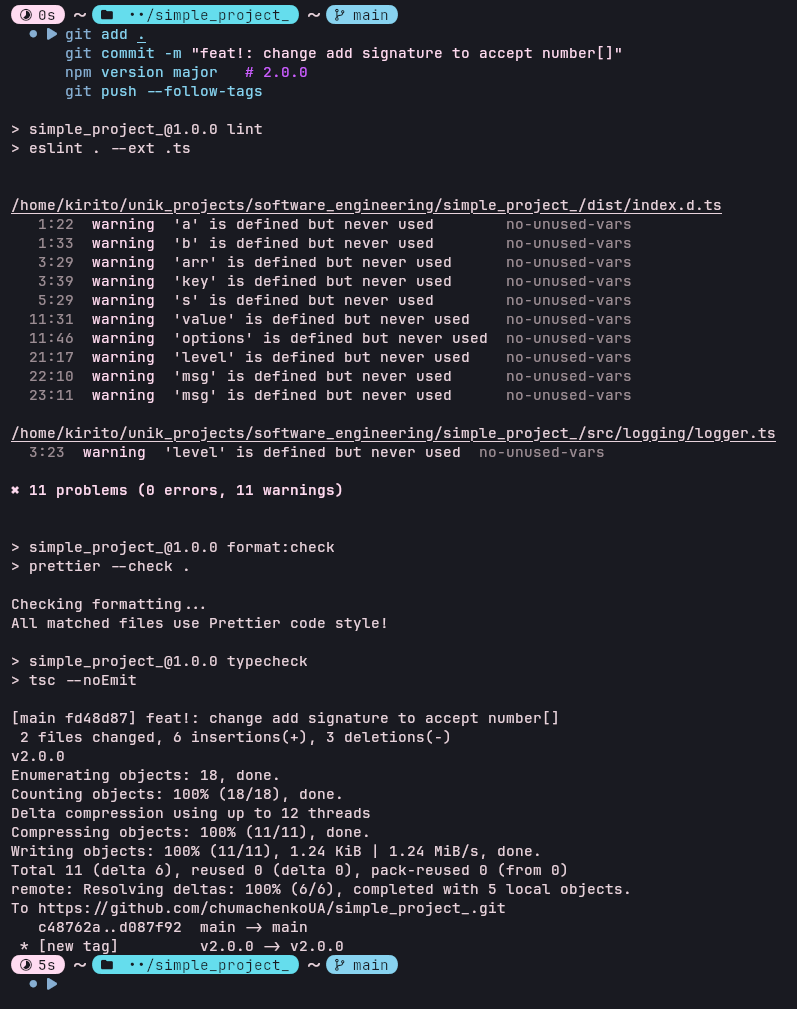 0s ~ ··/simple_project_ ~ main
git add .
git commit -m "feat!: change add signature to accept number[]"
npm version major   # 2.0.0
git push --follow-tags

> simple_project_@1.0.0 lint
> eslint . --ext .ts

/home/kirito/unik_projects/software_engineering/simple_project_/dist/index.d.ts
   1:22  warning  'a' is defined but never used        no-unused-vars
   1:33  warning  'b' is defined but never used        no-unused-vars
   3:29  warning  'arr' is defined but never used      no-unused-vars
   3:39  warning  'key' is defined but never used      no-unused-vars
   5:29  warning  's' is defined but never used        no-unused-vars
  11:31  warning  'value' is defined but never used    no-unused-vars
  11:46  warning  'options' is defined but never used  no-unused-vars
  21:17  warning  'level' is defined but never used    no-unused-vars
  22:10  warning  'msg' is defined but never used      no-unused-vars
  23:11  warning  'msg' is defined but never used      no-unused-vars

/home/kirito/unik_projects/software_engineering/simple_project_/src/logging/logger.ts
  3:23  warning  'level' is defined but never used  no-unused-vars

✖ 11 problems (0 errors, 11 warnings)

> simple_project_@1.0.0 format:check
> prettier --check .

Checking formatting...
All matched files use Prettier code style!

> simple_project_@1.0.0 typecheck
> tsc --noEmit

[main fd48d87] feat!: change add signature to accept number[]
 2 files changed, 6 insertions(+), 3 deletions(-)
v2.0.0
Enumerating objects: 18, done.
Counting objects: 100% (18/18), done.
Delta compression using up to 12 threads
Compressing objects: 100% (11/11), done.
Writing objects: 100% (11/11), 1.24 KiB | 1.24 MiB/s, done.
Total 11 (delta 6), reused 0 (delta 0), pack-reused 0 (from 0)
remote: Resolving deltas: 100% (6/6), completed with 5 local objects.
To https://github.com/chumachenkoUA/simple_project_.git
   c48762a..d087f92  main -> main
 * [new tag]         v2.0.0 -> v2.0.0
5s ~ ··/simple_project_ ~ main